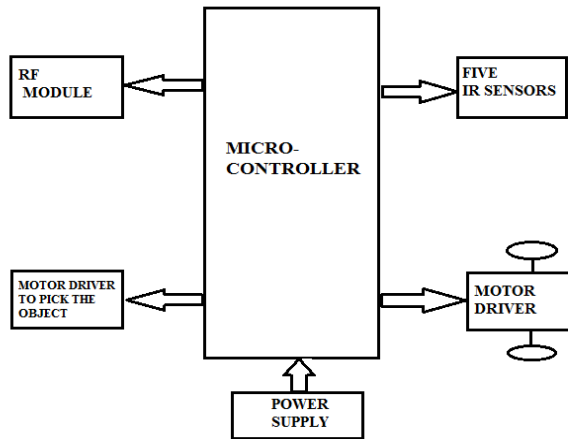 RF
MODULE
FIVE
IR SENSORS
MICRO-
CONTROLLER
MOTOR DRIVER
TO PICK THE
OBJECT
MOTOR
DRIVER
POWER
SUPPLY